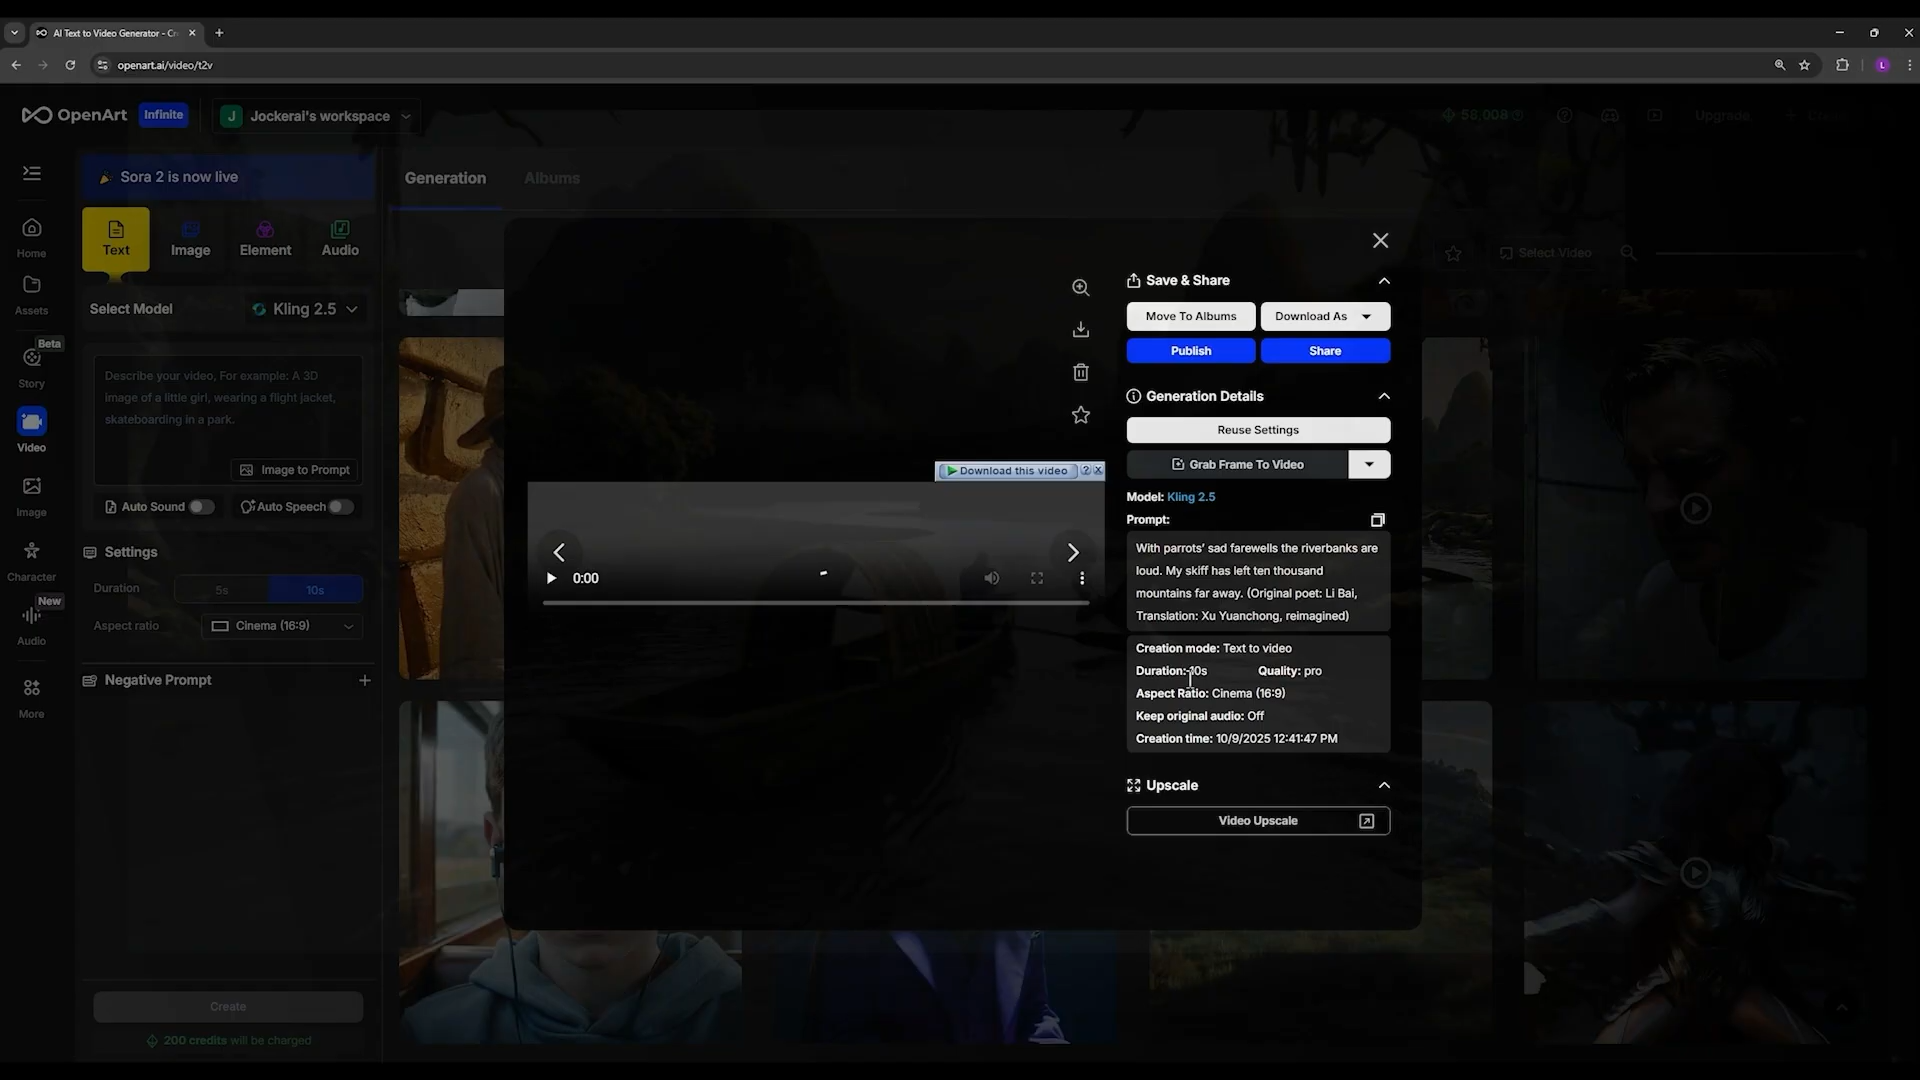 AI Text to Video Generator - Cr
openart.ai/video/t2v
L
OpenArt
Infinite
J
Jockerai's workspace
58,008
Upgrade
Sora 2 is now live
Generation
Albums
Text
Image
Element
Audio
Home
Assets
Beta
Story
Video
Image
Character
New
Audio
More
Select Model
Kling 2.5
Describe your video, For example: A 3D
image of a little girl, wearing a flight jacket,
skateboarding in a park.
Image to Prompt
Auto Sound
Auto Speech
Settings
Duration
5s
10s
Aspect ratio
Cinema (16:9)
Negative Prompt
Create
200 credits will be charged
Select Video
Download this video
?
0:00
Save & Share
Move To Albums
Download As
Publish
Share
Generation Details
Reuse Settings
Grab Frame To Video
Model: Kling 2.5
Prompt:
With parrots' sad farewells the riverbanks are
loud. My skiff has left ten thousand
mountains far away. (Original poet: Li Bai,
Translation: Xu Yuanchong, reimagined)
Creation mode: Text to video
Duration: 10s
Quality: pro
Aspect Ratio: Cinema (16:9)
Keep original audio: Off
Creation time: 10/9/2025 12:41:47 PM
Upscale
Video Upscale